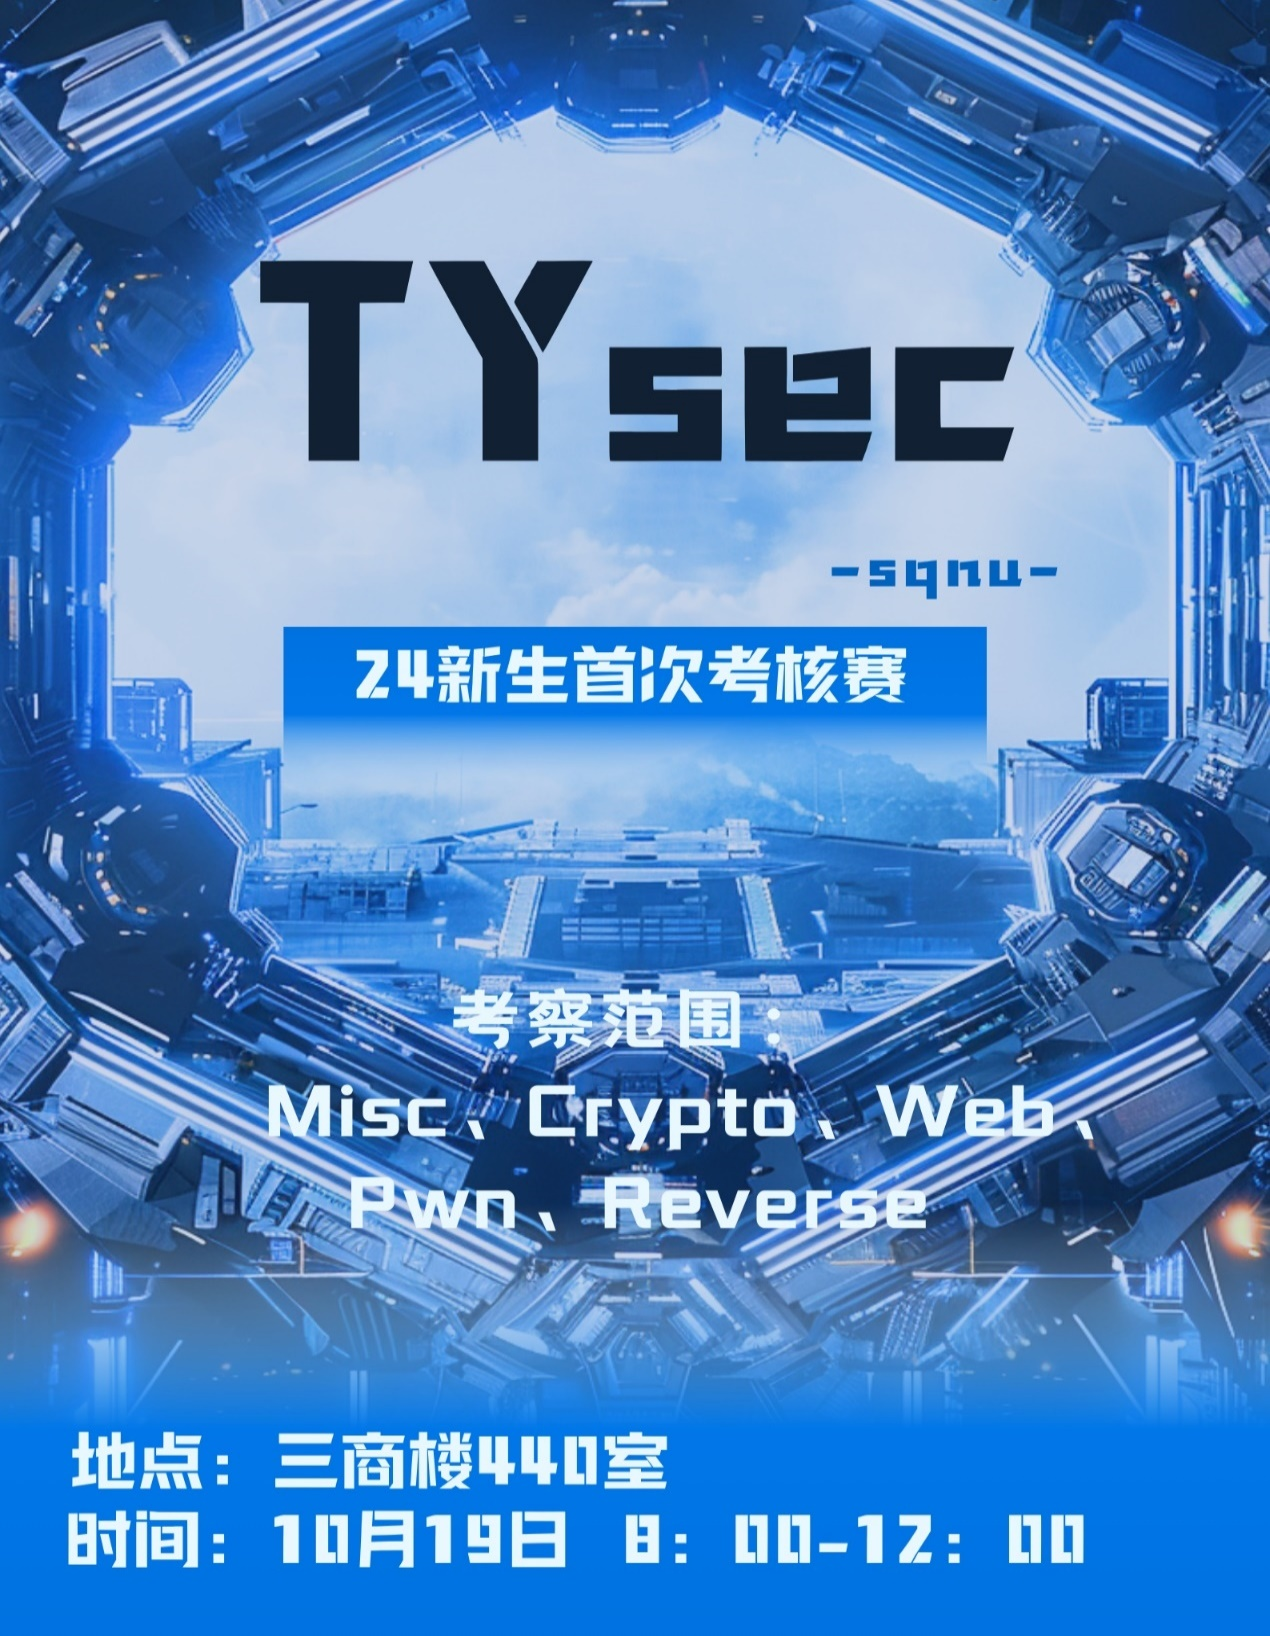 TYsec
-sqnu-
24新生首次考核赛
考察范围：
Misc、Crypto、Web、
Pwn、Reverse
地点：三商楼440室
时间：10月19日 8：00-12：00